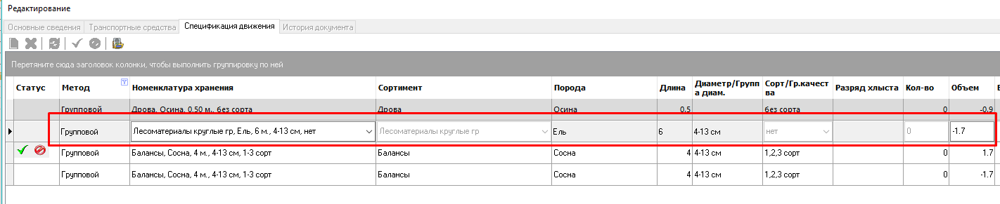 Редактирование
Основные сведения Транспортные средства Спецификация движения История документа
Перетяните сюда заголовок колонки, чтобы выполнить группировку по ней
Статус Метод Номенклатура хранения Сортимент Порода Длина Диаметр/Групп а диам. Сорт/Гр.качест ва Разряд хлыста Кол-во Объем
Групповой Дрова, Осина, 0,50 м., без сорта Дрова Осина 0,5 без сорта 0 -0,9
Групповой Лесоматериалы круглые гр, Ель, 6 м., 4-13 см, нет Лесоматериалы круглые гр Ель 6 4-13 см нет 0 -1.7
Групповой Балансы, Сосна, 4 м., 4-13 см, 1-3 сорт Балансы Сосна 4 4-13 см 1,2,3 сорт 0 1.7
Групповой Балансы, Сосна, 4 м., 4-13 см, 1-3 сорт Балансы Сосна 4 4-13 см 1,2,3 сорт 0 -1.7